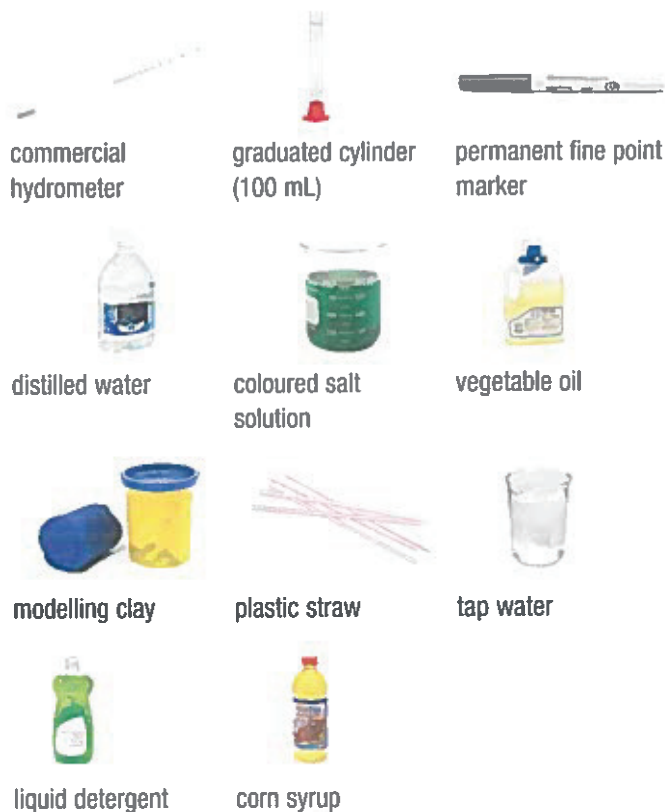 commercial
hydrometer
graduated cylinder
(100 mL)
permanent fine point
marker
distilled water
coloured salt
solution
vegetable oil
modelling clay
plastic straw
tap water
liquid detergent
corn syrup